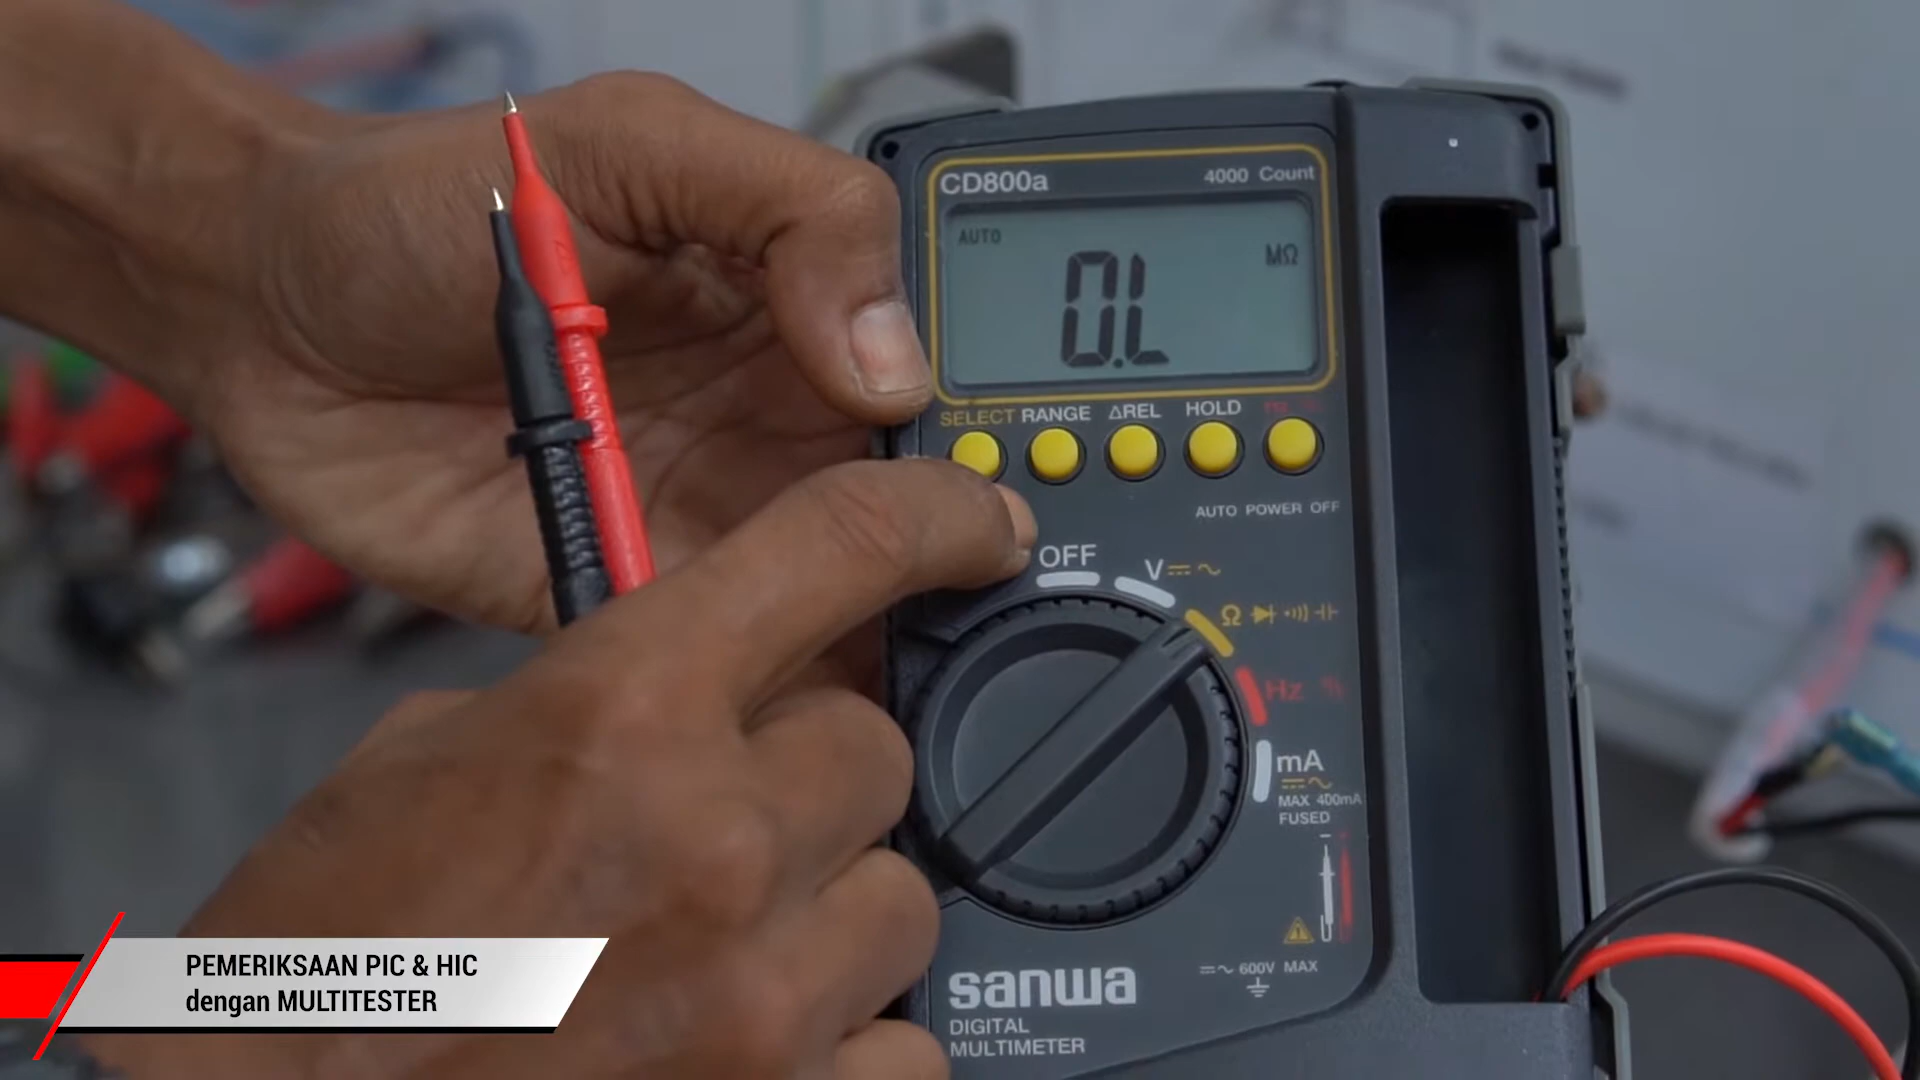 CD800a
4000 Count
AUTO
MΩ
0.L
SELECT RANGE ΔREL HOLD
AUTO POWER OFF
OFF
V
Ω
Hz %
mA
MAX 400mA
FUSED
600V MAX
sanwa
DIGITAL
MULTIMETER
PEMERIKSAAN PIC & HIC
dengan MULTITESTER